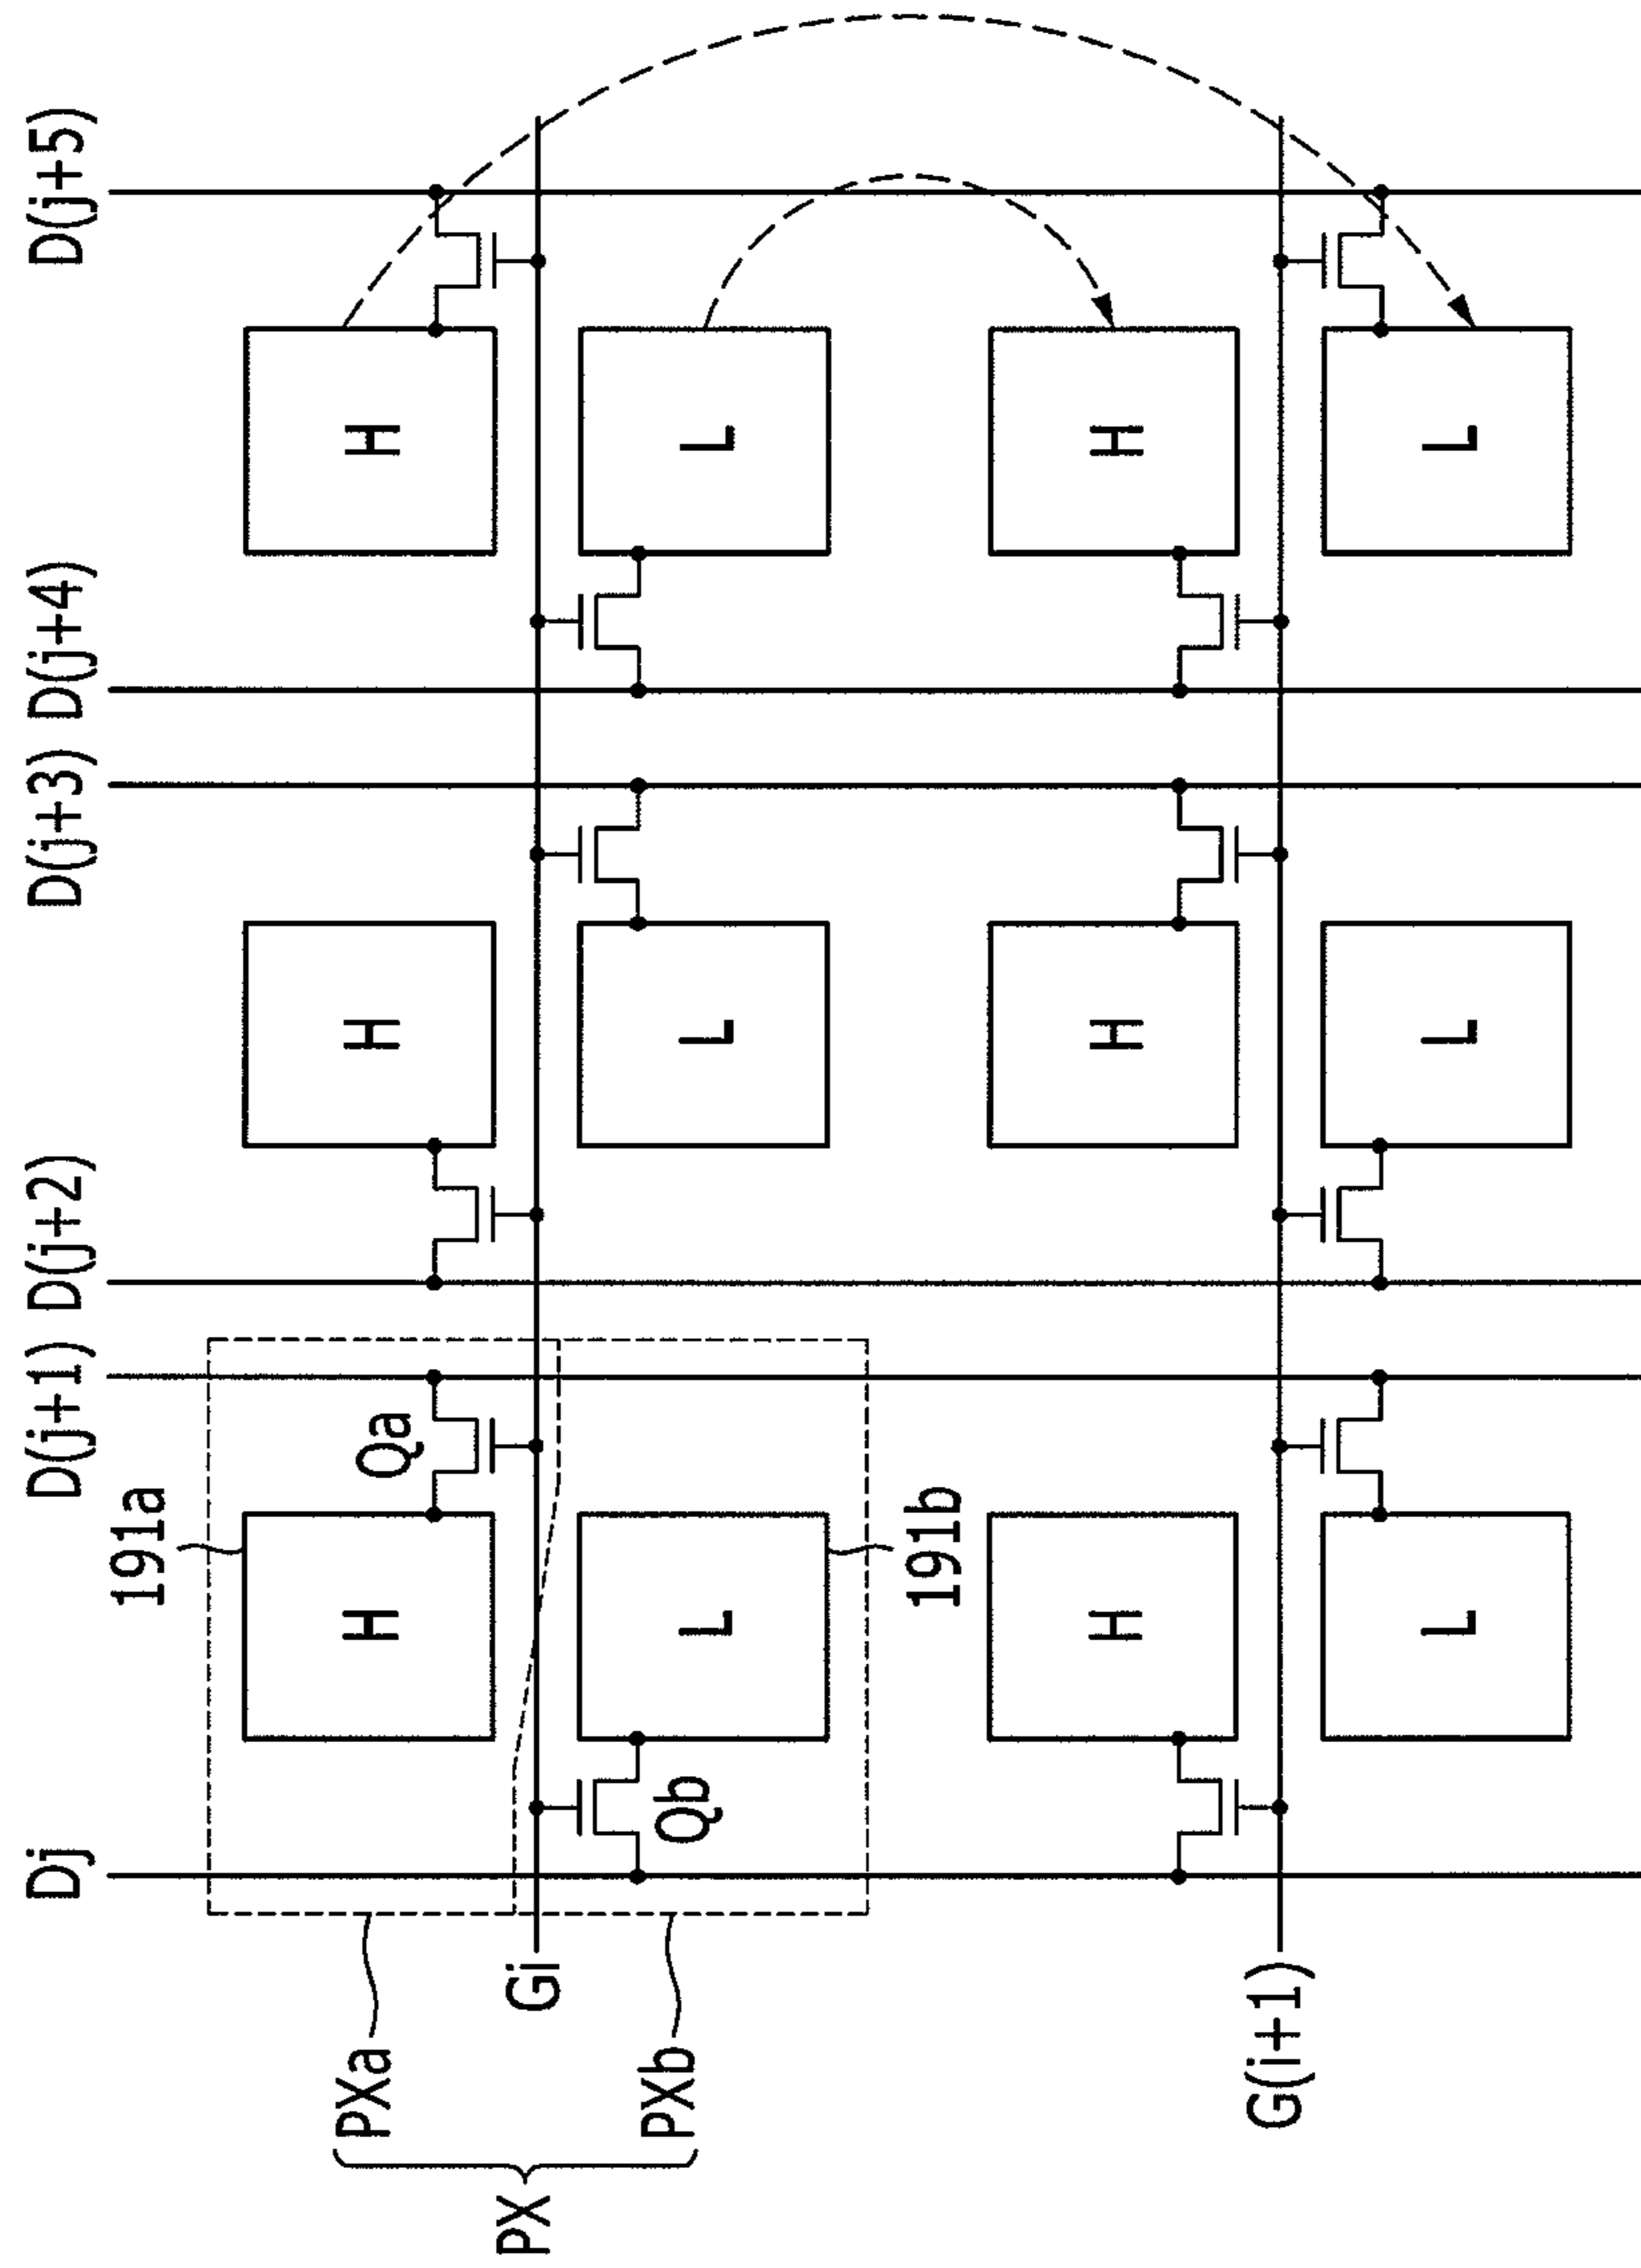 Dj D(j+1) D(j+2) D(j+3) D(j+4) D(j+5)
191a
PXa H Qa H H
PX Gi
PXb Qb L L L
191b
H H H
G(i+1)
L L L